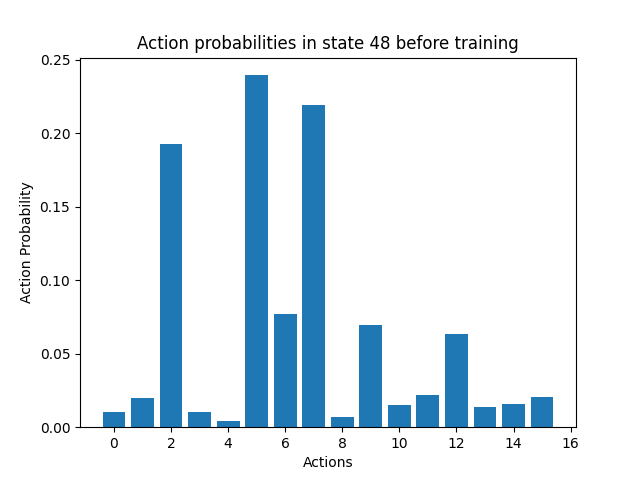 Action probabilities in state 48 before training
0.25
0.20
0.15
0.10
0.05
0.00
Action Probability
0 2 4 6 8 10 12 14 16
Actions